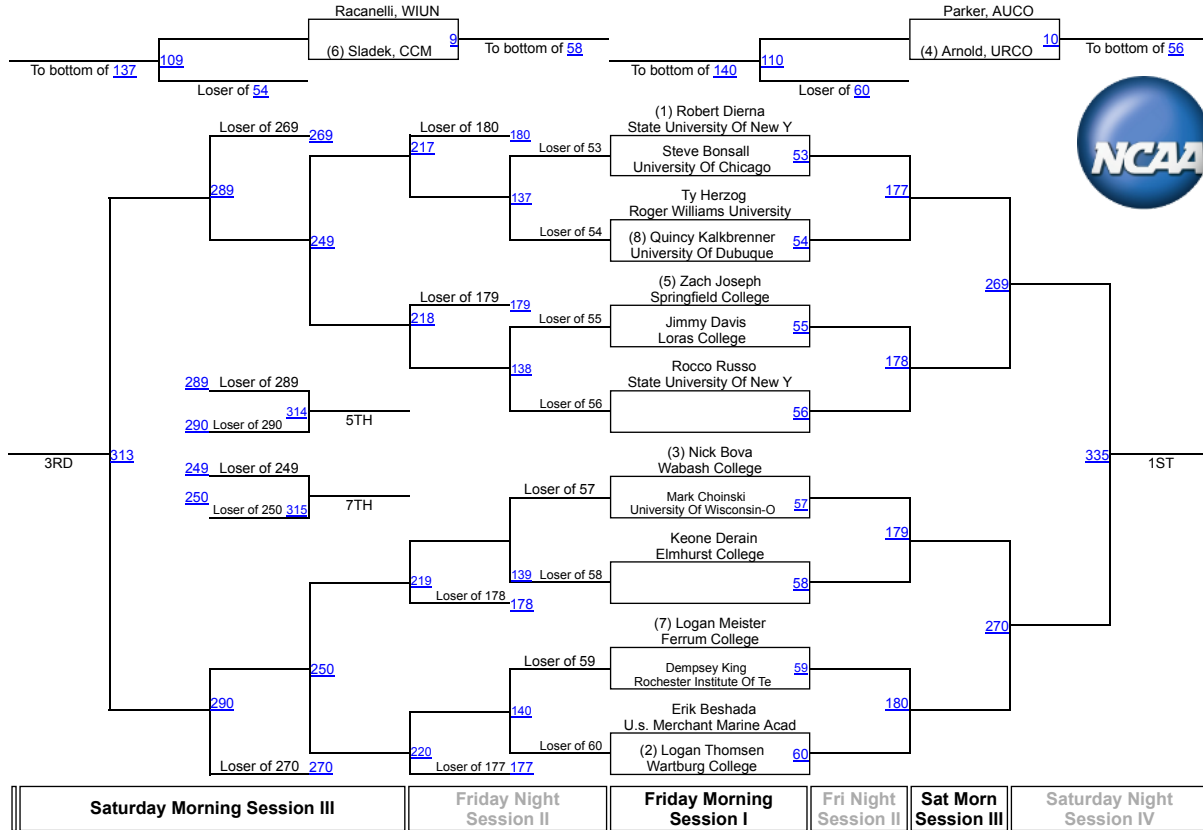 Racanelli, WIUN
(6) Sladek, CCM
9
To bottom of 58
To bottom of 137
109
Loser of 54
Parker, AUCO
(4) Arnold, URCO
10
To bottom of 56
To bottom of 140
110
Loser of 60
NCAA
(1) Robert Dierna
State University Of New Y
Steve Bonsall
University Of Chicago
53
Ty Herzog
Roger Williams University
(8) Quincy Kalkbrenner
University Of Dubuque
54
(5) Zach Joseph
Springfield College
Jimmy Davis
Loras College
55
Rocco Russo
State University Of New Y
56
(3) Nick Bova
Wabash College
Mark Choinski
University Of Wisconsin-O
57
Keone Derain
Elmhurst College
58
(7) Logan Meister
Ferrum College
Dempsey King
Rochester Institute Of Te
59
Erik Beshada
U.s. Merchant Marine Acad
(2) Logan Thomsen
Wartburg College
60
177
178
179
180
269
270
335
1ST
Loser of 53
137
Loser of 54
Loser of 55
138
Loser of 56
Loser of 57
139
Loser of 58
Loser of 59
140
Loser of 60
Loser of 180
180
217
Loser of 179
179
218
219
Loser of 178
178
220
Loser of 177
177
249
250
Loser of 269
269
289
290
Loser of 270
270
313
3RD
289
Loser of 289
314
290
Loser of 290
5TH
249
Loser of 249
250
Loser of 250
315
7TH
Saturday Morning Session III
Friday Night
Session II
Friday Morning
Session I
Fri Night
Session II
Sat Morn
Session III
Saturday Night
Session IV